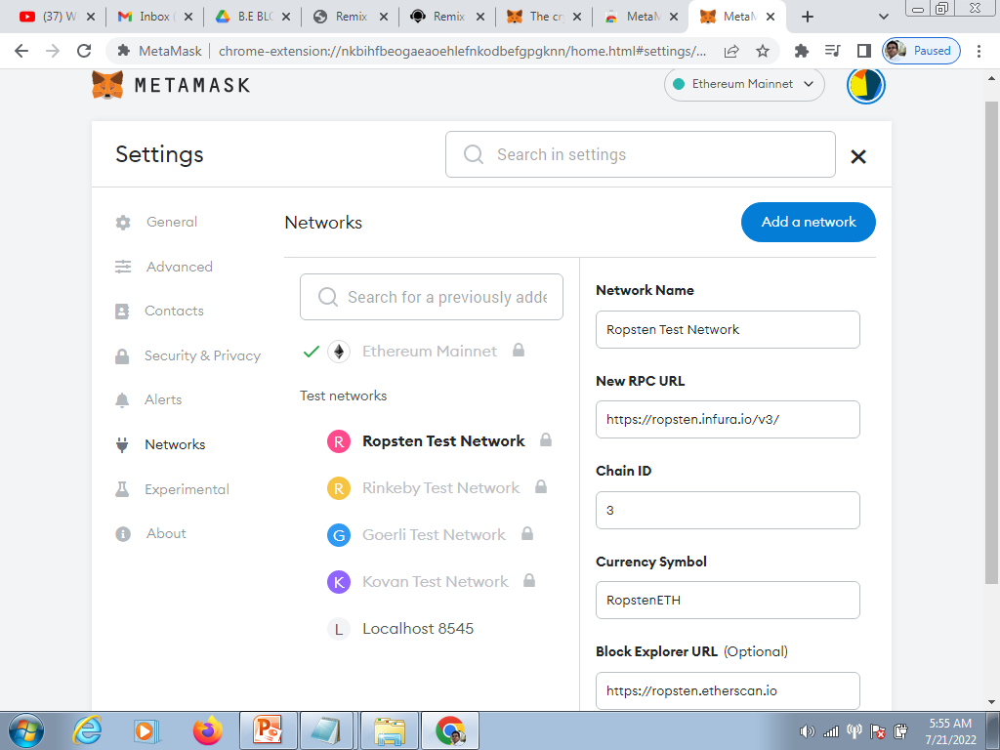 (37) W
Inbox (
B.E BLO
Remix
Remix
The cr
MetaM
MetaM
MetaMask
chrome-extension://nkbihfbeogaeaoehlefnkodbefgpgknn/home.html#settings/...
Paused
METAMASK
Ethereum Mainnet
Settings
Search in settings
General
Advanced
Contacts
Security & Privacy
Alerts
Networks
Experimental
About
Networks
Add a network
Search for a previously adde
Ethereum Mainnet
Test networks
R Ropsten Test Network
R Rinkeby Test Network
G Goerli Test Network
K Kovan Test Network
L Localhost 8545
Network Name
Ropsten Test Network
New RPC URL
https://ropsten.infura.io/v3/
Chain ID
3
Currency Symbol
RopstenETH
Block Explorer URL (Optional)
https://ropsten.etherscan.io
5:55 AM
7/21/2022